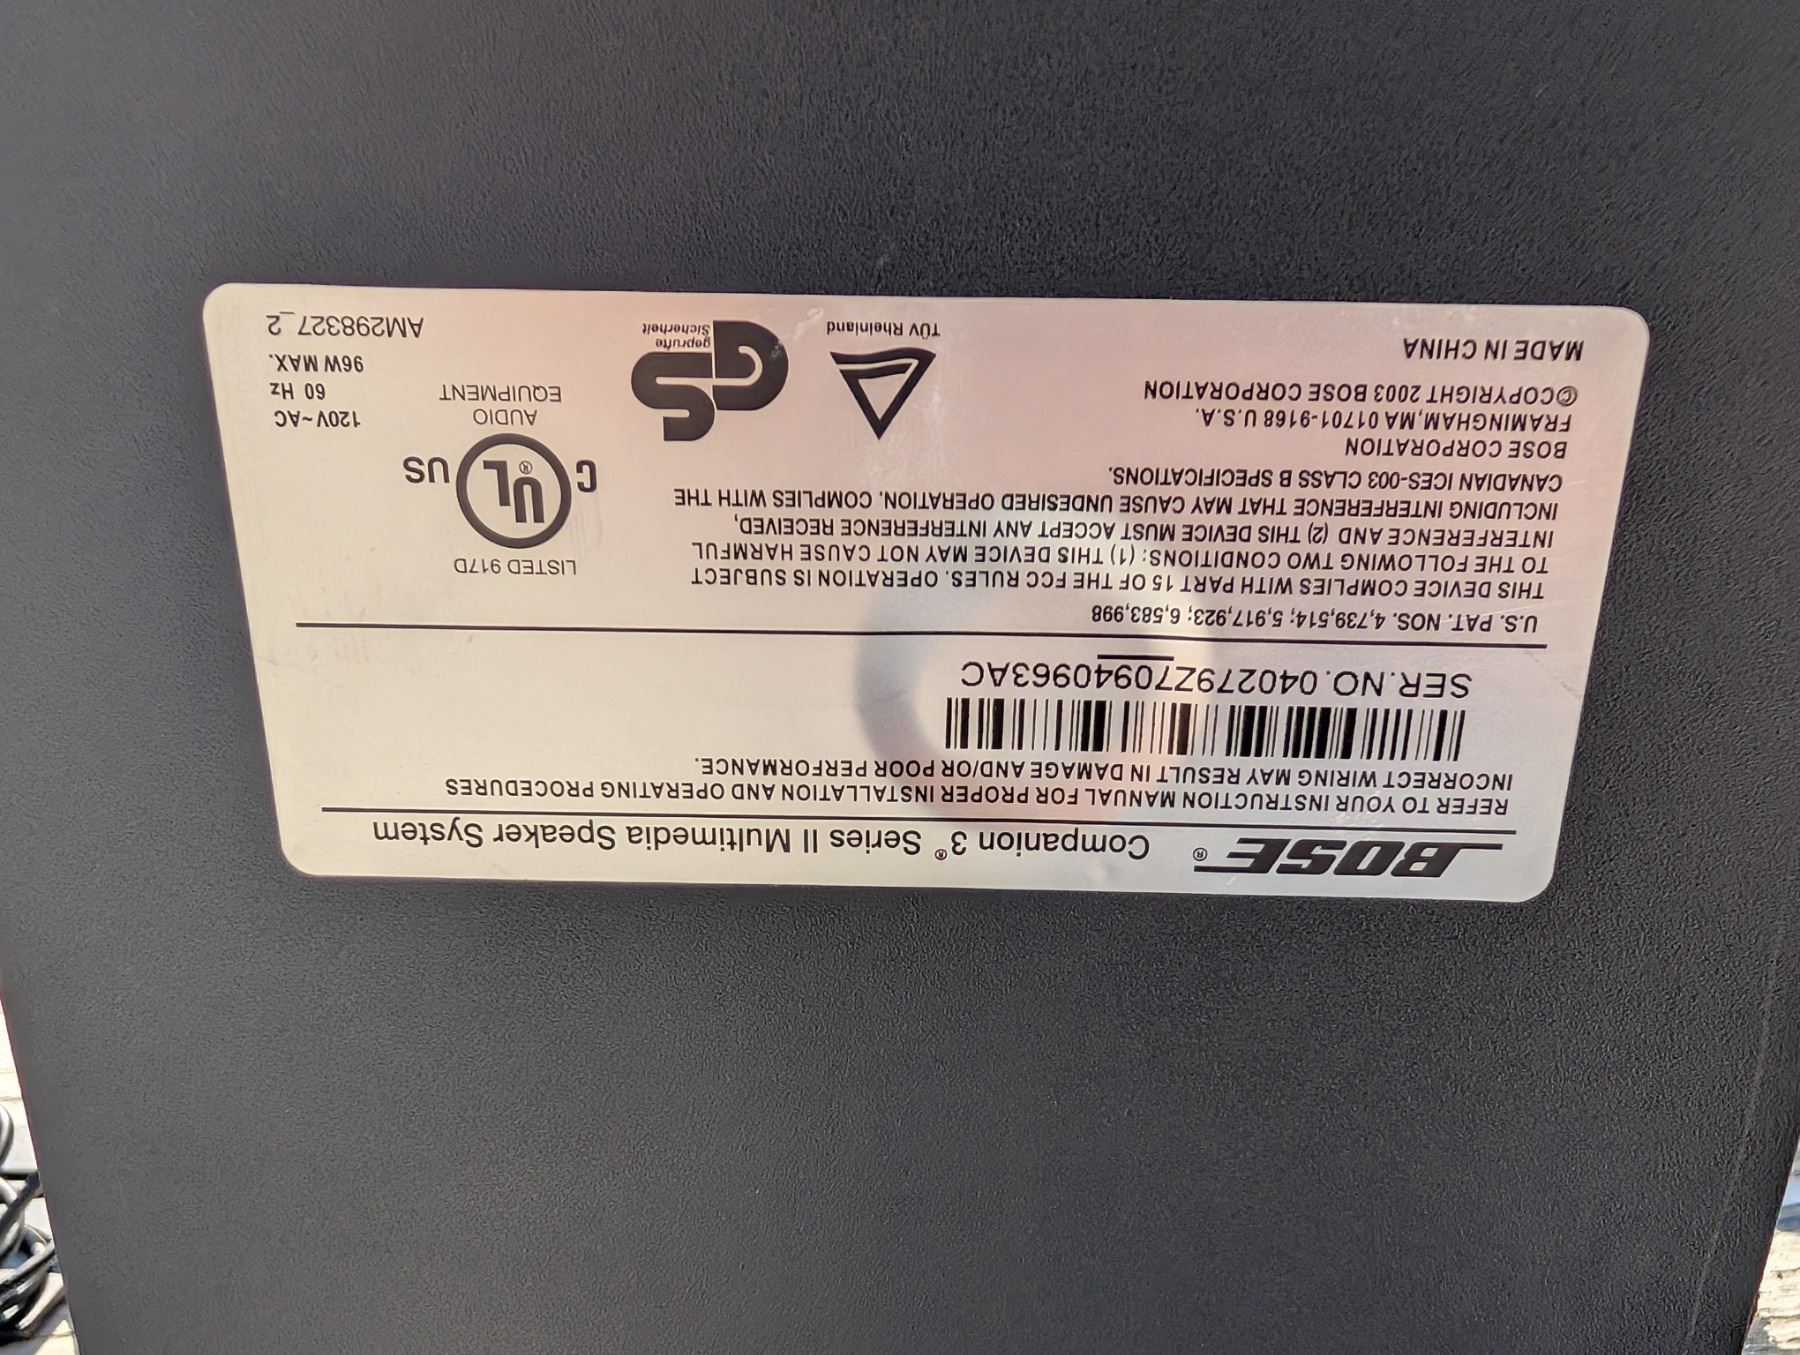 BOSE® Companion 3® Series II Multimedia Speaker System
REFER TO YOUR INSTRUCTION MANUAL FOR PROPER INSTALLATION AND OPERATING PROCEDURES
INCORRECT WIRING MAY RESULT IN DAMAGE AND/OR POOR PERFORMANCE.
SER.NO.040279Z70940963AC
U.S. PAT. NOS. 4,739,514; 5,917,923; 6,583,998
THIS DEVICE COMPLIES WITH PART 15 OF THE FCC RULES. OPERATION IS SUBJECT
TO THE FOLLOWING TWO CONDITIONS: (1) THIS DEVICE MAY NOT CAUSE HARMFUL
INTERFERENCE AND (2) THIS DEVICE MUST ACCEPT ANY INTERFERENCE RECEIVED,
INCLUDING INTERFERENCE THAT MAY CAUSE UNDESIRED OPERATION. COMPLIES WITH THE
CANADIAN ICES-003 CLASS B SPECIFICATIONS.
BOSE CORPORATION
FRAMINGHAM, MA 01701-9168 U.S.A.
©COPYRIGHT 2003 BOSE CORPORATION
MADE IN CHINA
TÜV Rheinland
GS
geprufte
Sicherheit
LISTED 917D
C UL® US
AUDIO
EQUIPMENT
120V~AC
60 Hz
96W MAX.
AM298327_2